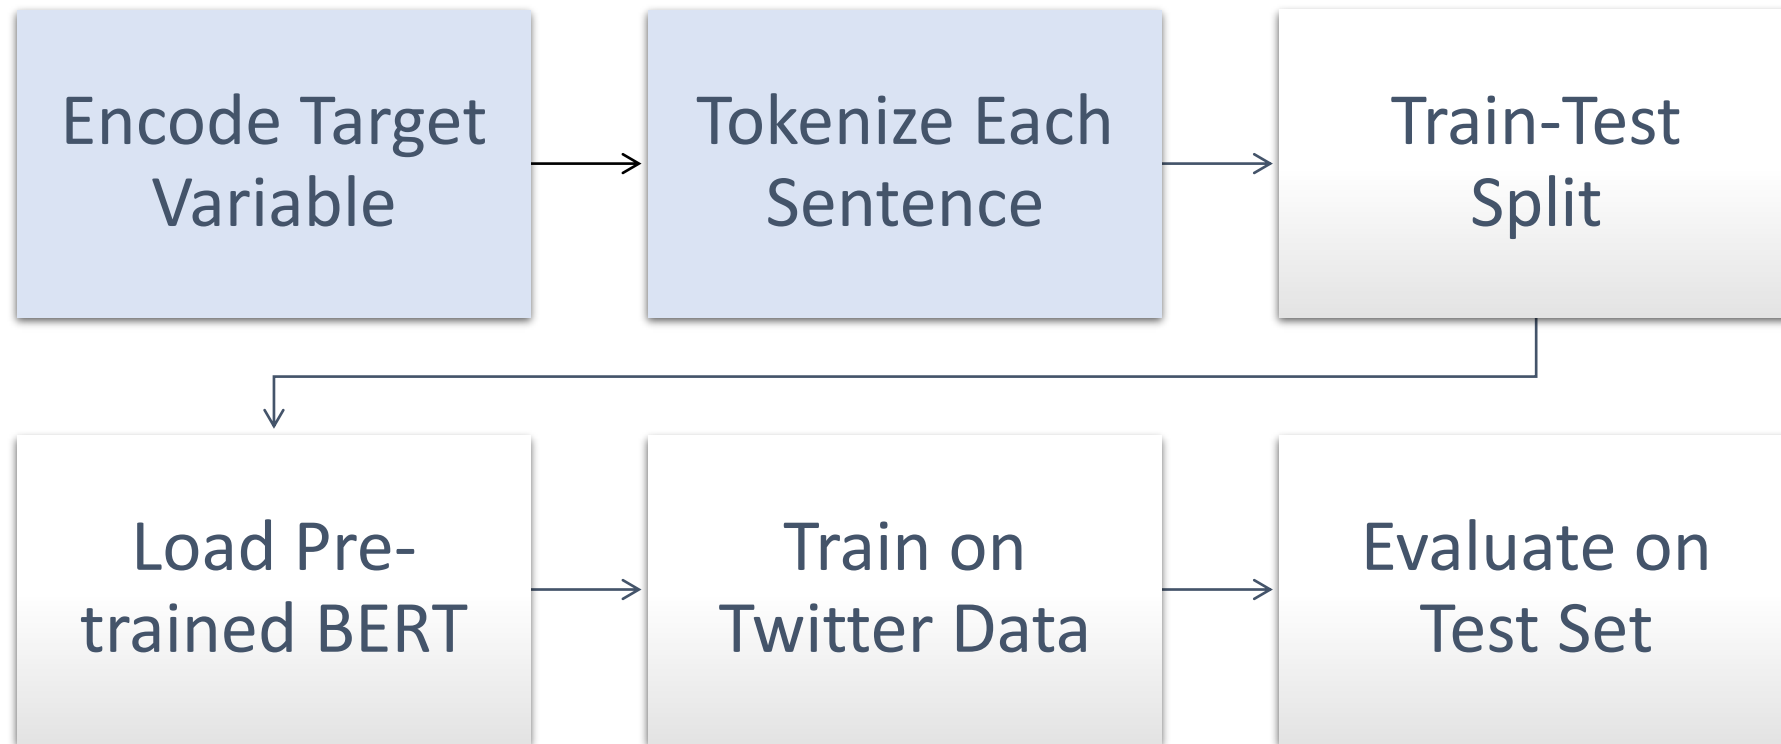 Encode Target
Variable
Tokenize Each
Sentence
Train-Test
Split
Load Pre-
trained BERT
Train on
Twitter Data
Evaluate on
Test Set